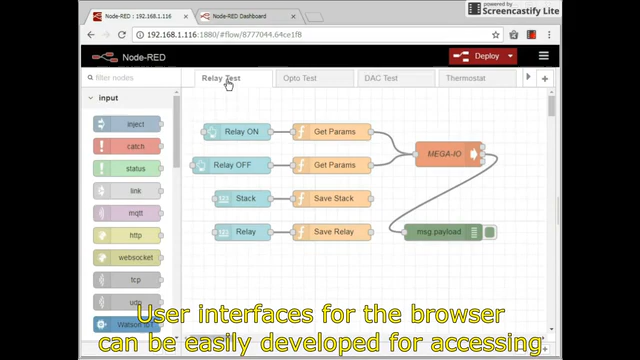 powered by
Screencastify Lite
Node-RED : 192.168.1.116
Node-RED Dashboard
192.168.1.116:1880/#flow/8777044.64ce1f8
Node-RED
Deploy
filter nodes
Relay Test
Opto Test
DAC Test
Thermostat
input
inject
catch
status
link
mqtt
http
websocket
tcp
udp
Watson IoT
Relay ON
Get Params
MEGA-IO
Relay OFF
Get Params
Stack
Save Stack
Relay
Save Relay
msg.payload
User interfaces for the browser
can be easily developed for accessing